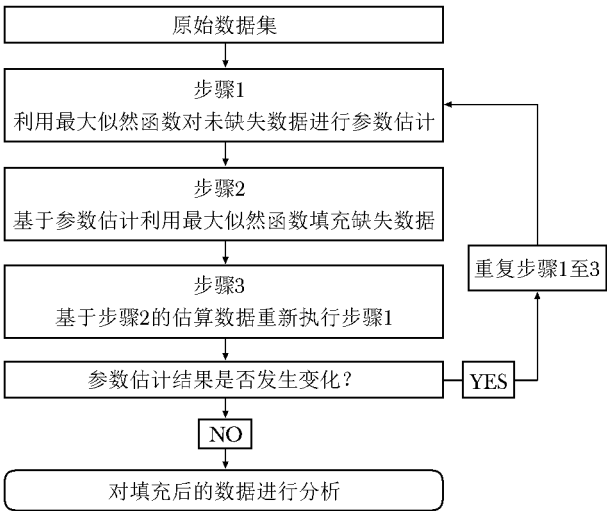 原始数据集
步骤1
利用最大似然函数对未缺失数据进行参数估计
步骤2
基于参数估计利用最大似然函数填充缺失数据
重复步骤1至3
步骤3
基于步骤2的估算数据重新执行步骤1
参数估计结果是否发生变化?
YES
NO
对填充后的数据进行分析